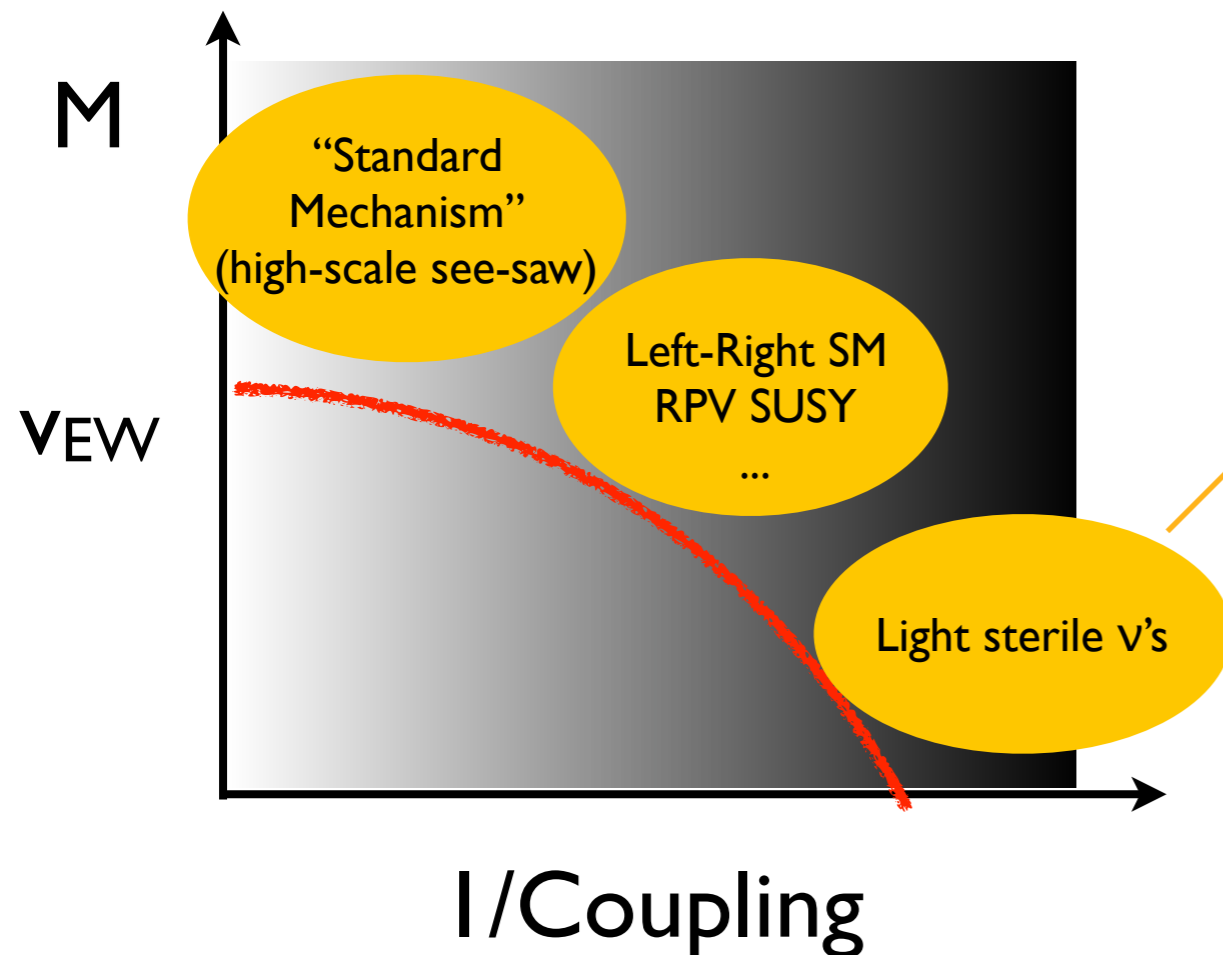 M
“Standard
Mechanism”
(high-scale see-saw)
Left-Right SM
RPV SUSY
...
vEW
Light sterile ν’s
1/Coupling